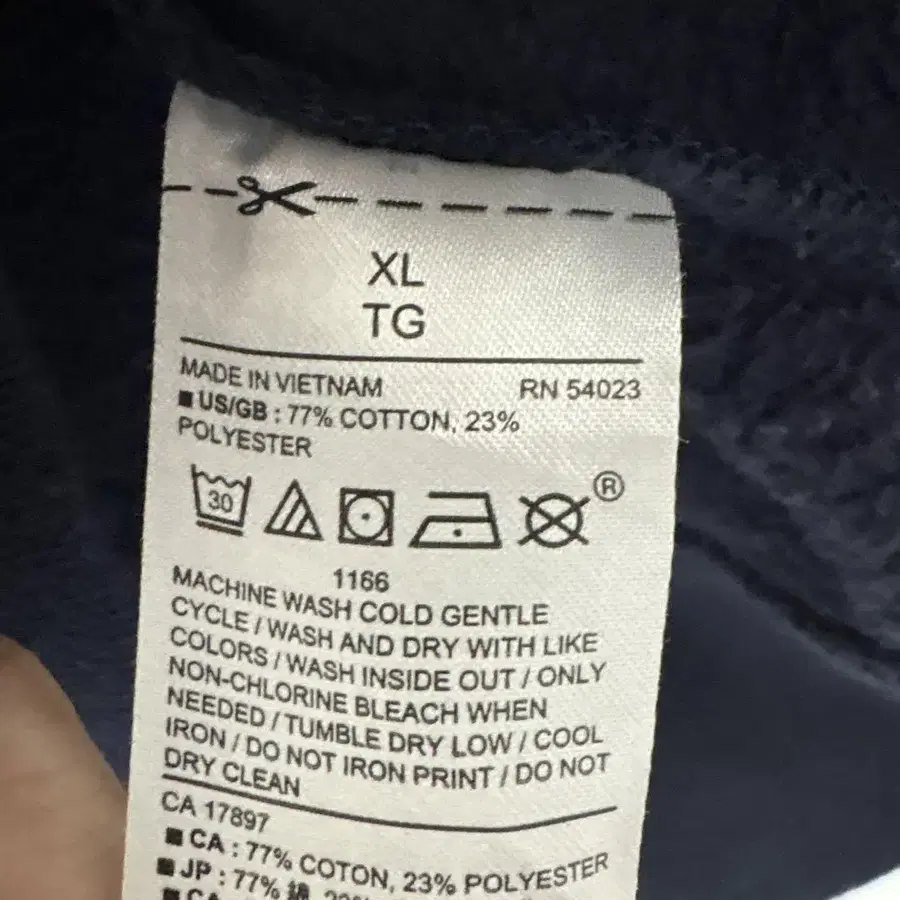 XL
TG
MADE IN VIETNAM RN 54023
■ US/GB : 77% COTTON, 23%
POLYESTER
30
®
1166
MACHINE WASH COLD GENTLE
CYCLE / WASH AND DRY WITH LIKE
COLORS / WASH INSIDE OUT / ONLY
NON-CHLORINE BLEACH WHEN
NEEDED / TUMBLE DRY LOW / COOL
IRON / DO NOT IRON PRINT / DO NOT
DRY CLEAN
CA 17897
■ CA : 77% COTON, 23% POLYESTER
■ JP : 77% 綿,